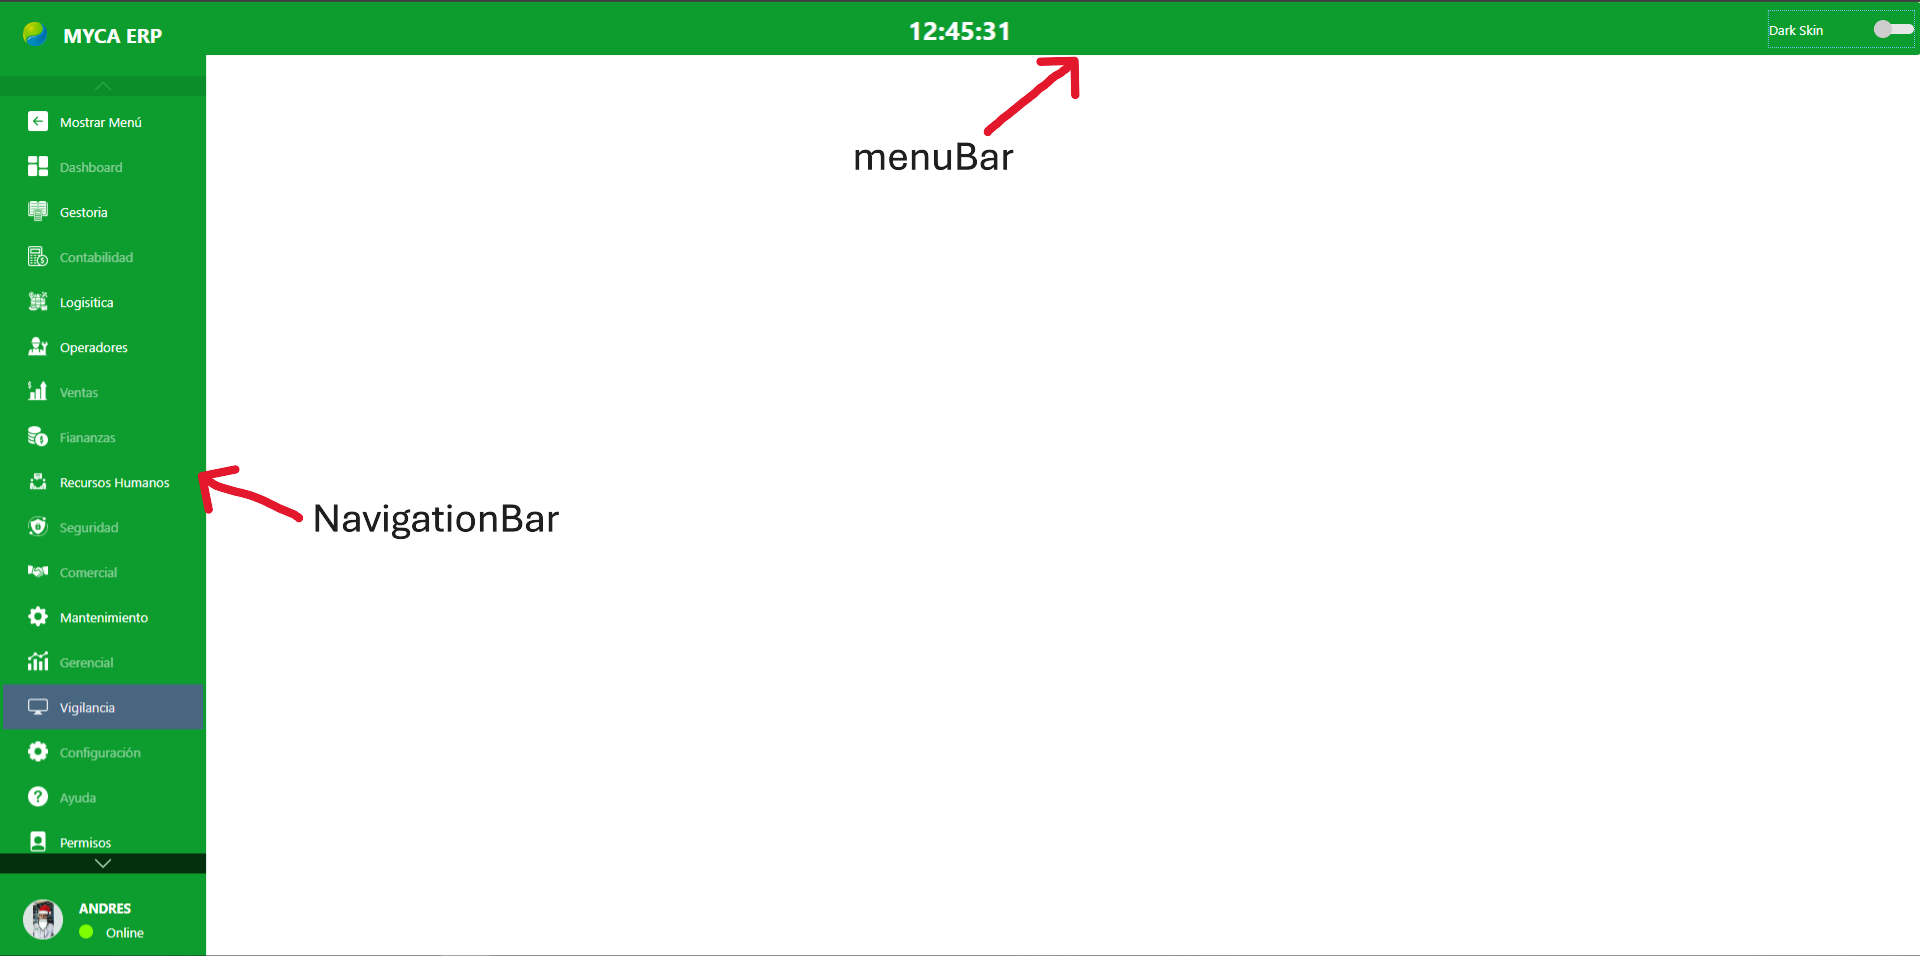 MYCA ERP
12:45:31
Dark Skin
menuBar
Mostrar Menú
Dashboard
Gestoria
Contabilidad
Logisitica
Operadores
Ventas
Fiananzas
Recursos Humanos
NavigationBar
Seguridad
Comercial
Mantenimiento
Gerencial
Vigilancia
Configuración
Ayuda
Permisos
ANDRES
Online